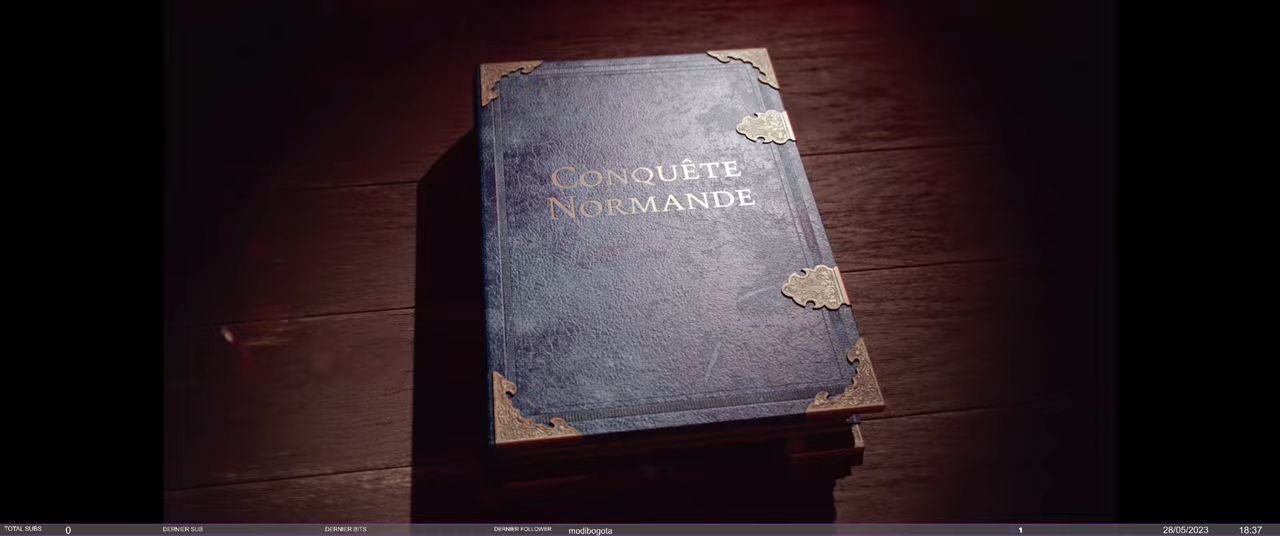 CONQUÊTE
NORMANDE
TOTAL SUBS 0 DERNIER SUB DERNIER BITS DERNIER FOLLOWER modibogota 1 28/05/2023 18:37